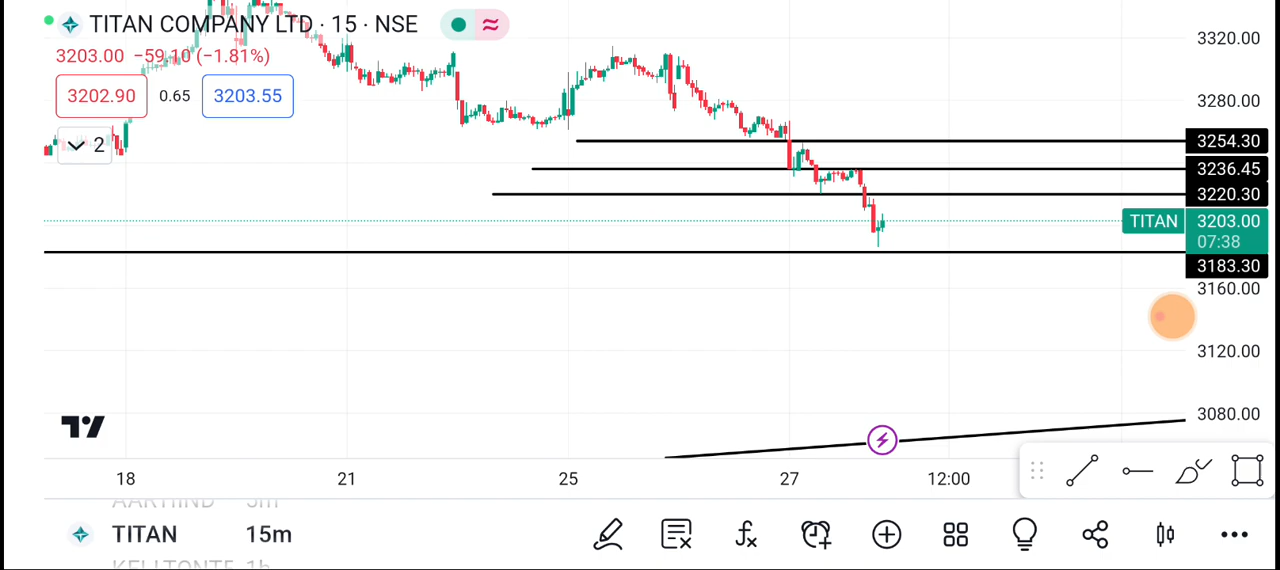 TITAN COMPANY LTD · 15 · NSE
3203.00 −59.10 (−1.81%)
3202.90 0.65 3203.55
2
3320.00
3280.00
3254.30
3236.45
3220.30
TITAN 3203.00
07:38
3183.30
3160.00
3120.00
3080.00
18 21 25 27 12:00
TITAN 15m